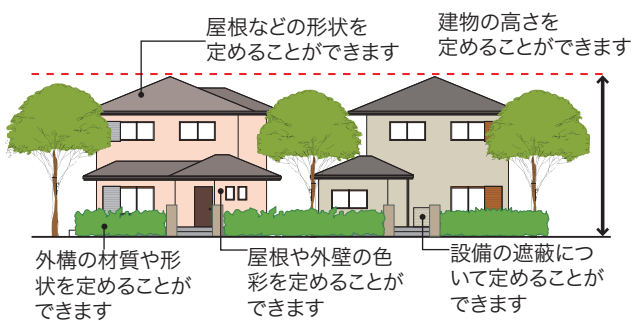 屋根などの形状を
定めることができます
建物の高さを
定めることができます
外構の材質や形
状を定めることが
できます
屋根や外壁の色
彩を定めることが
できます
設備の遮蔽につ
いて定めることが
できます